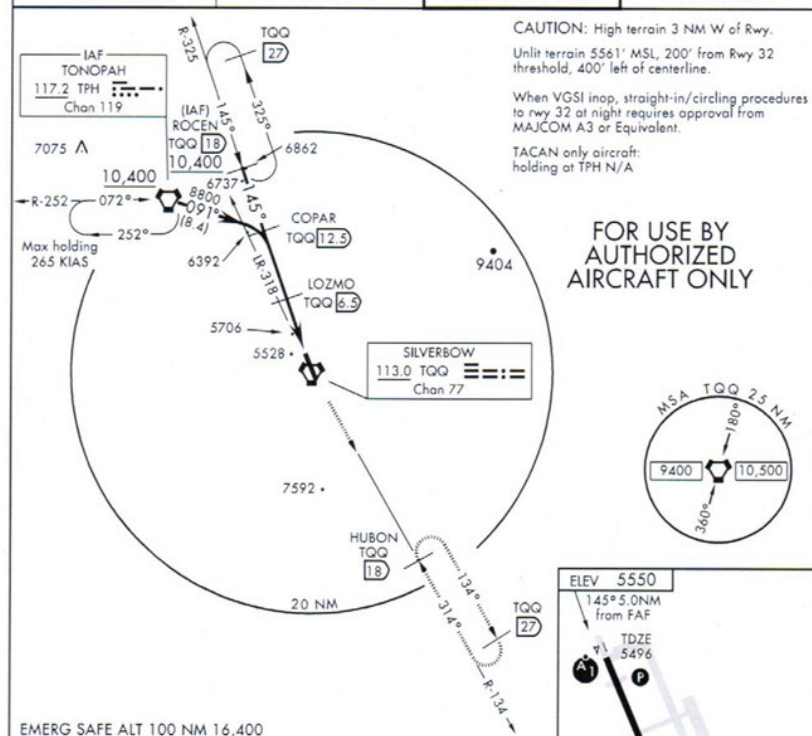 CAUTION: High terrain 3 NM W of Rwy.
Unlit terrain 5561' MSL, 200' from Rwy 32
threshold, 400' left of centerline.
When VGSI inop, straight-in/circling procedures
to rwy 32 at night requires approval from
MAJCOM A3 or Equivalent.
TACAN only aircraft:
holding at TPH N/A
FOR USE BY
AUTHORIZED
AIRCRAFT ONLY
IAF
TONOPAH
117.2 TPH
Chan 119
R-325
TQQ
27
145°
325°
(IAF)
ROCEN
TQQ 18
10,400
6862
7075
6737
145°
10,400
R-252
072°
8800
091°
(8.4)
252°
Max holding
265 KIAS
6392
COPAR
TQQ 12.5
LR-318
LOZMO
TQQ 6.5
9404
5706
5528
SILVERBOW
113.0 TQQ
Chan 77
MSA TQQ 25 NM
180°
9400
10,500
360°
7592
HUBON
TQQ
18
134°
314°
TQQ
27
R-134
20 NM
ELEV 5550
145° 5.0NM
from FAF
TDZE
5496
A1
P
EMERG SAFE ALT 100 NM 16,400